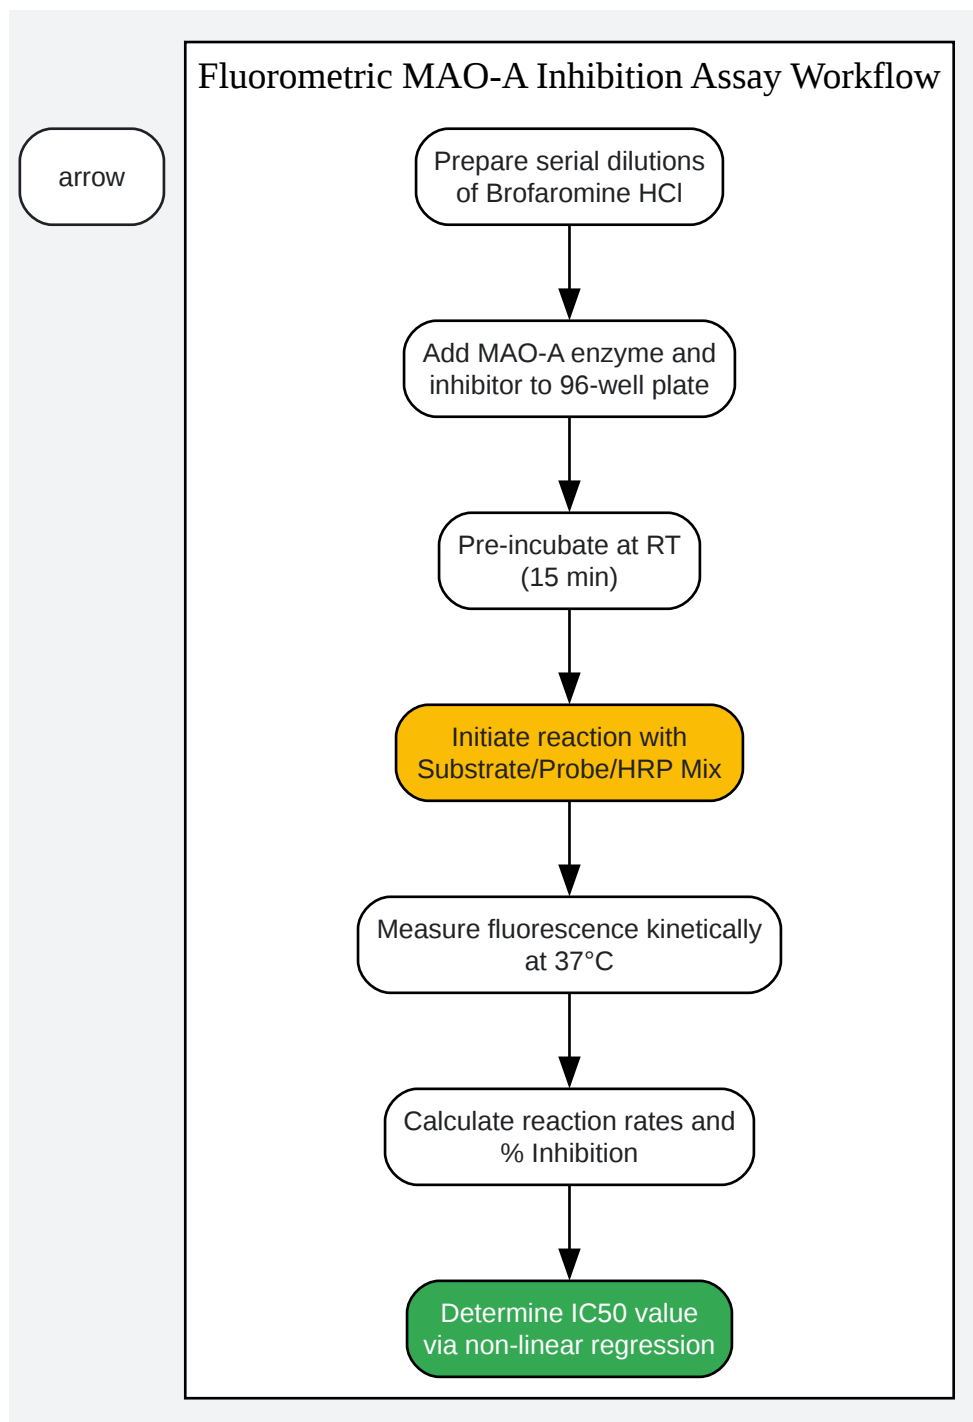 Fluorometric MAO-A Inhibition Assay Workflow
arrow
Prepare serial dilutions
of Brofaromine HCl
Add MAO-A enzyme and
inhibitor to 96-well plate
Pre-incubate at RT
(15 min)
Initiate reaction with
Substrate/Probe/HRP Mix
Measure fluorescence kinetically
at 37°C
Calculate reaction rates and
% Inhibition
Determine IC50 value
via non-linear regression